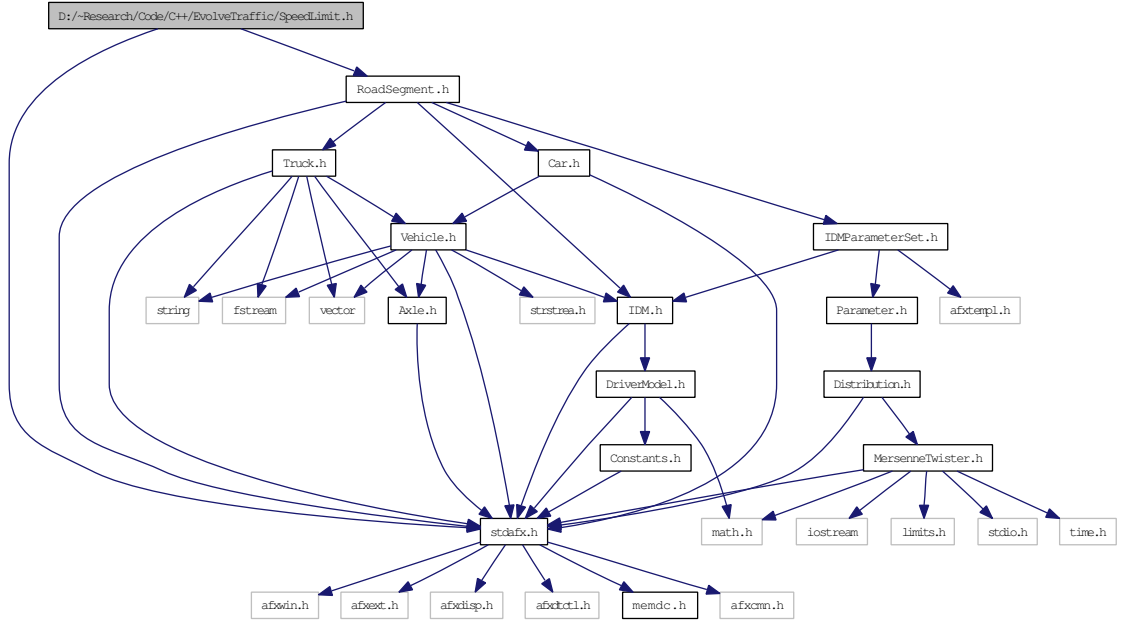 D:/~Research/Code/C++/EvolveTraffic/SpeedLimit.h
RoadSegment.h
Truck.h
Car.h
Vehicle.h
IDMParameterSet.h
string
fstream
vector
Axle.h
strstrea.h
IDM.h
Parameter.h
afxtempl.h
DriverModel.h
Distribution.h
Constants.h
MersenneTwister.h
stdafx.h
math.h
iostream
limits.h
stdio.h
time.h
afxwin.h
afxext.h
afxdisp.h
afxdtctl.h
memdc.h
afxcmn.h